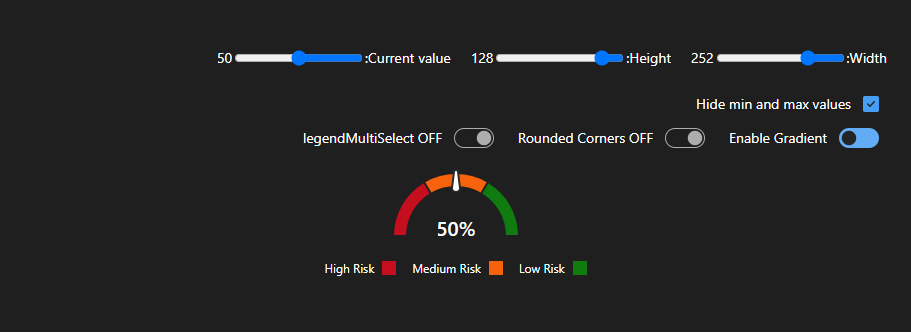 Width: 252 Height: 128 Current value: 50
Hide min and max values
Enable Gradient Rounded Corners OFF legendMultiSelect OFF
50%
Low Risk Medium Risk High Risk